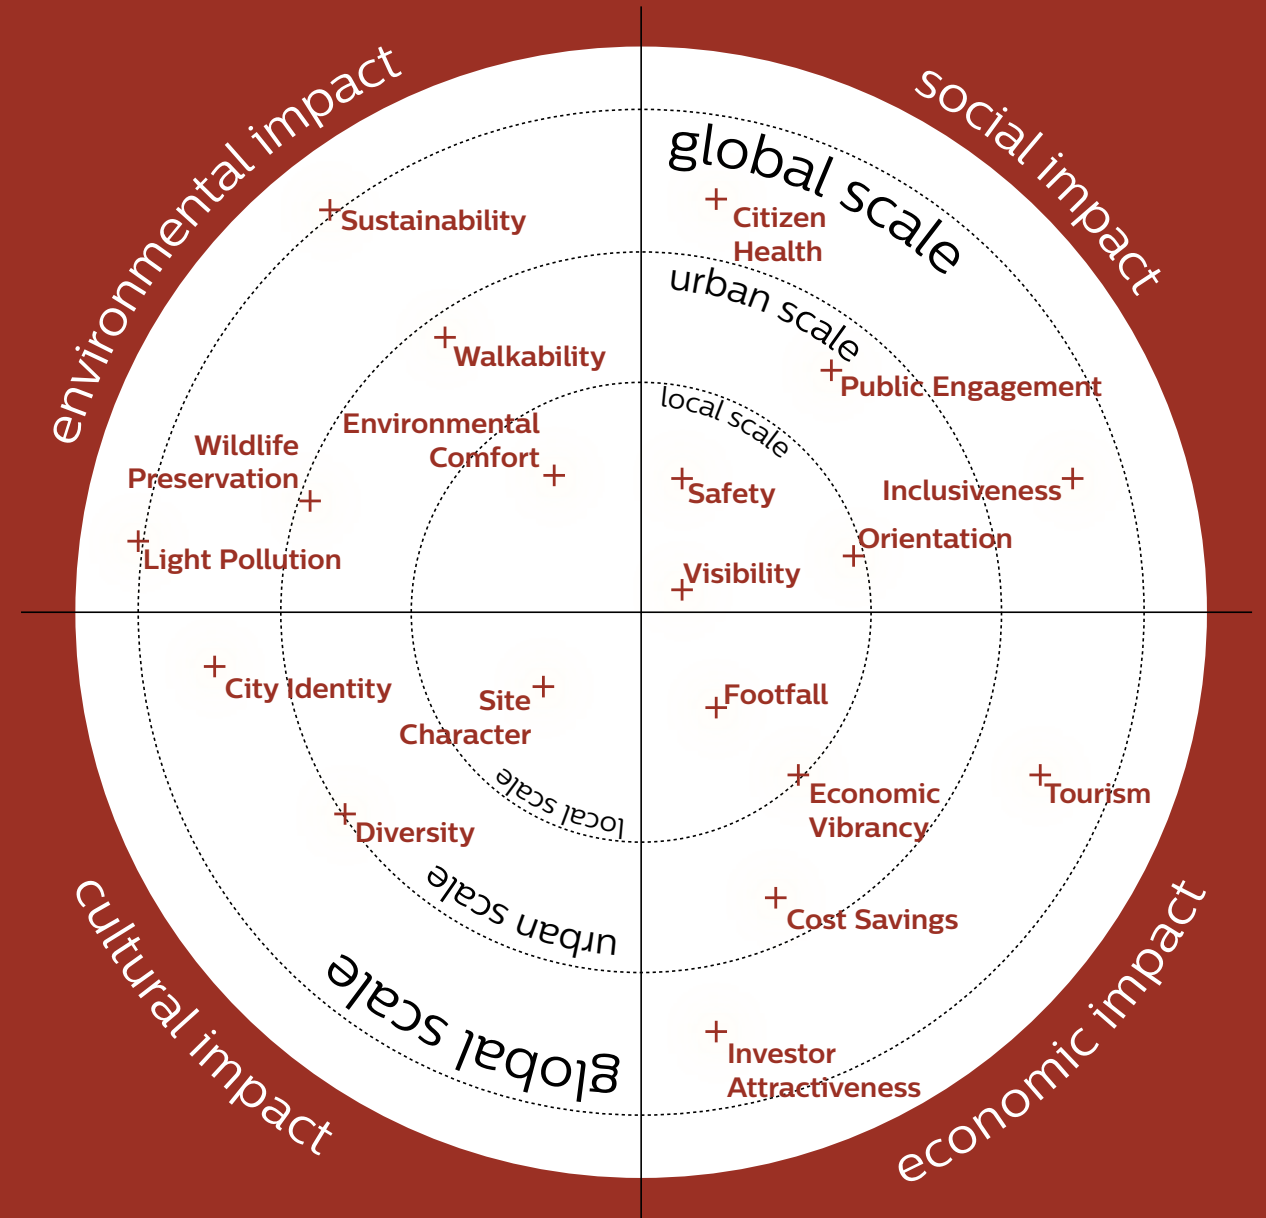 environmental impact
social impact
global scale
Sustainability
Citizen
Health
urban scale
Walkability
Public Engagement
local scale
Environmental
Comfort
Wildlife
Preservation
Safety
Inclusiveness
Orientation
Light Pollution
Visibility
City Identity
Site
Character
Footfall
local scale
Economic
Vibrancy
Tourism
Diversity
urban scale
Cost Savings
global scale
Investor
Attractiveness
cultural impact
economic impact